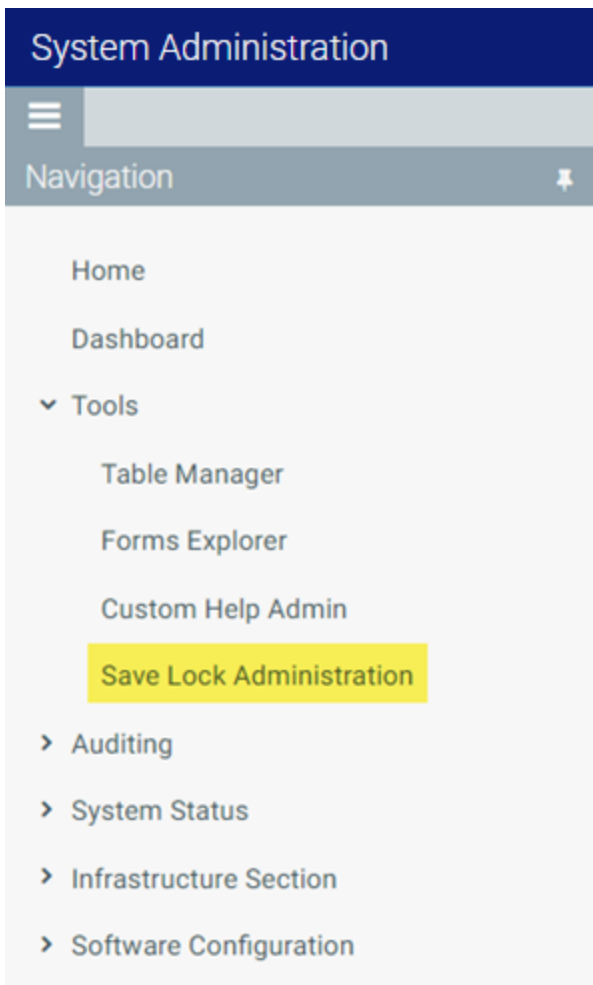 System Administration
Navigation
Home
Dashboard
Tools
Table Manager
Forms Explorer
Custom Help Admin
Save Lock Administration
Auditing
System Status
Infrastructure Section
Software Configuration